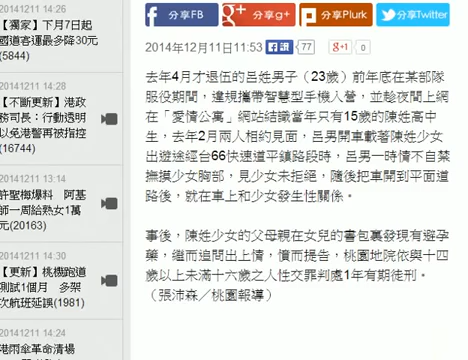 【獨家】下月7日起
國道客運最多降30元
(5844)
20141211 14:28
【不斷更新】港政
務司長：行動透明
以免港警再被指控
(16744)
20141211 13:14
許聖梅爆料 阿基
師一周給熟女1萬
元(20163)
20141211 14:30
【更新】桃機跑道
測試1個月 多架
次航班延誤(1981)
20141211 14:24
港雨傘革命清場
分享FB
分享g+
分享Plurk
分享Twitter
2014年12月11日11:53
讚
77
+1
0
去年4月才退伍的呂姓男子（23歲）前年底在某部隊
服役期間，違規攜帶智慧型手機入營，並趁夜間上網
在「愛情公寓」網站結識當年只有15歲的陳姓高中
生，去年2月兩人相約見面，呂男開車載著陳姓少女
出遊途經台66快速道平鎮路段時，呂男一時情不自禁
撫摸少女胸部，見少女未拒絕，隨後把車開到平面道
路後，就在車上和少女發生性關係。
事後，陳姓少女的父母親在女兒的書包裏發現有避孕
藥，繼而追問出上情，憤而提告，桃園地院依與十四
歲以上未滿十六歲之人性交罪判處1年有期徒刑。
（張沛森／桃園報導）